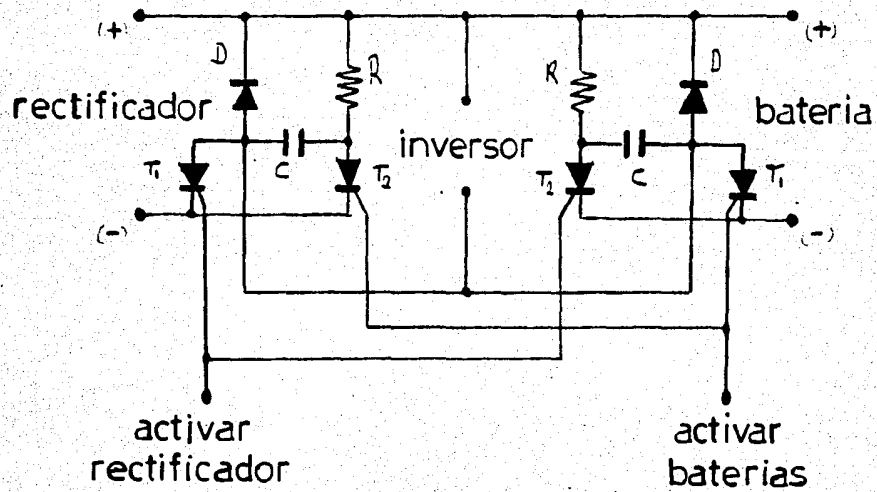 (+)
(+)
D
R
R
D
rectificador
bateria
inversor
T1
C
T2
T2
C
T1
(-)
(-)
activar
rectificador
activar
baterias